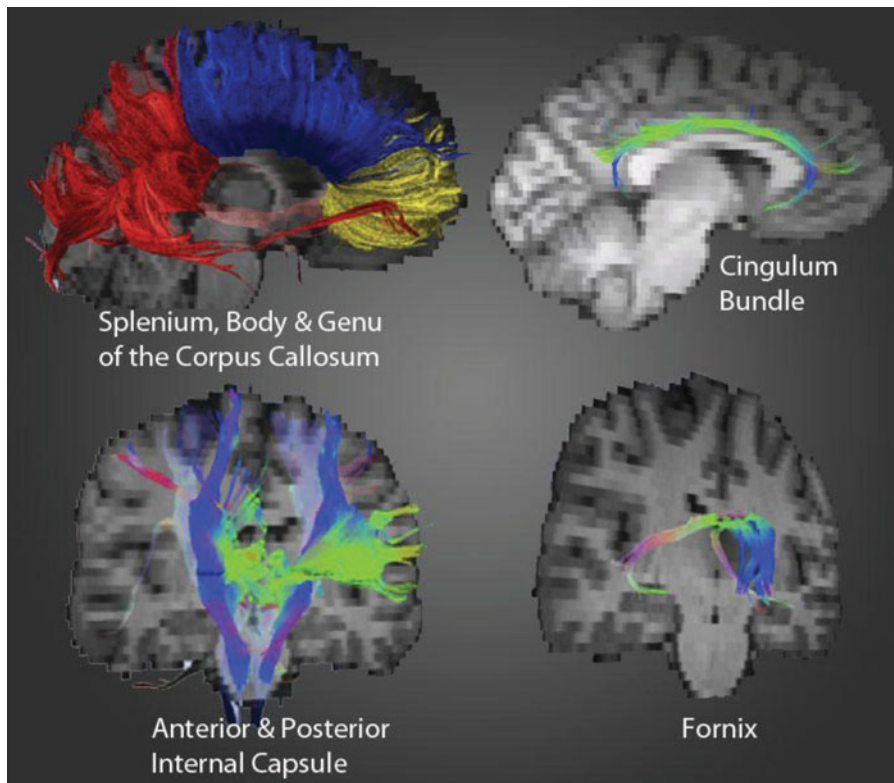 Splenium, Body & Genu
of the Corpus Callosum
Cingulum
Bundle
Anterior & Posterior
Internal Capsule
Fornix